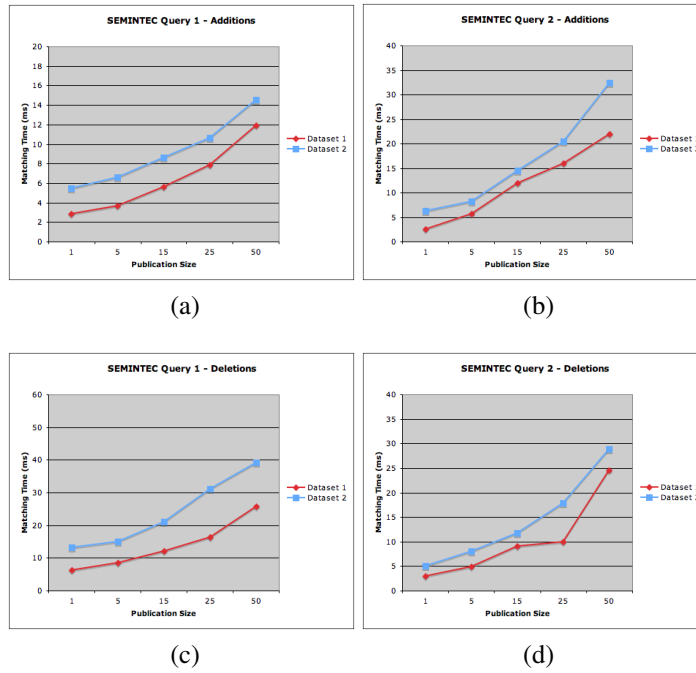 SEMINTEC Query 1 - Additions
Matching Time (ms)
20
18
16
14
12
10
8
6
4
2
0
1 5 15 25 50
Publication Size
Dataset 1
Dataset 2
(a)
SEMINTEC Query 2 - Additions
Matching Time (ms)
40
35
30
25
20
15
10
5
0
1 5 15 25 50
Publication Size
Dataset
Dataset
(b)
SEMINTEC Query 1 - Deletions
Matching Time (ms)
60
50
40
30
20
10
0
1 5 15 25 50
Publication Size
Dataset 1
Dataset 2
(c)
SEMINTEC Query 2 - Deletions
Matching Time (ms)
40
35
30
25
20
15
10
5
0
1 5 15 25 50
Publication Size
Dataset
Dataset
(d)